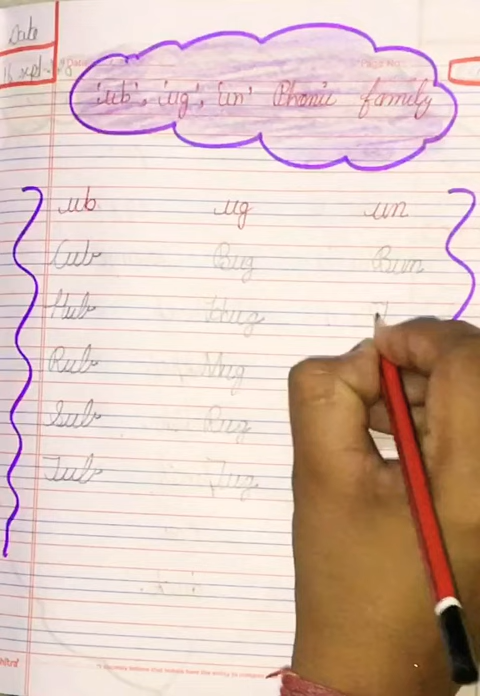 Date
'ub', 'ug', 'un' Phonic family
ub ug un
Cub Bug Bun
Hub Hug
Rub Mug
Sub Rug
Tub Tug